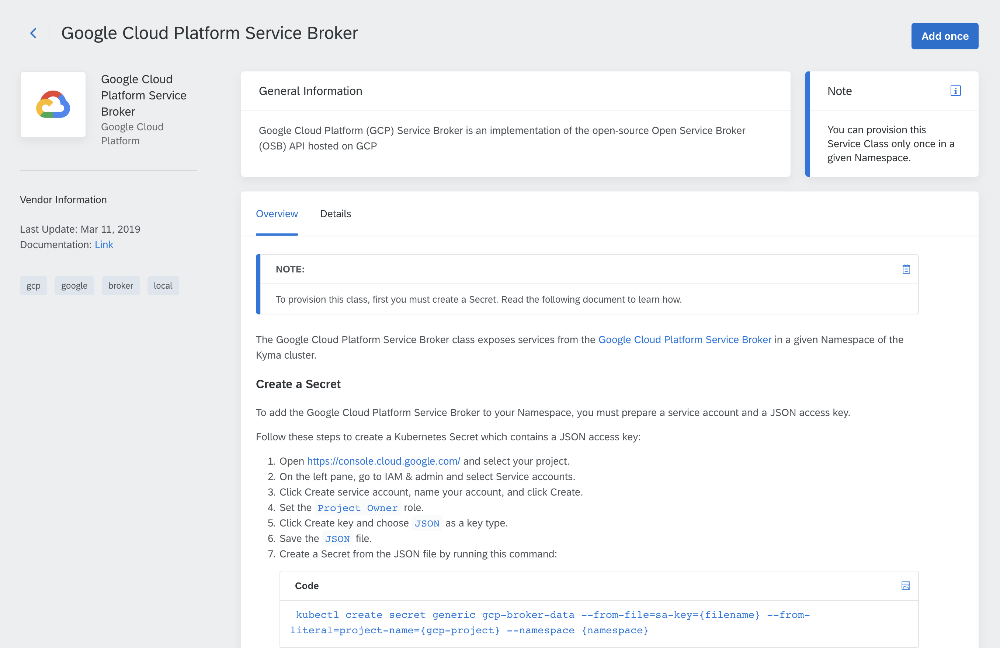 Google Cloud Platform Service Broker
Add once
Google Cloud
Platform Service
Broker
Google Cloud
Platform
Vendor Information
Last Update: Mar 11, 2019
Documentation: Link
gcp google broker local
General Information
Google Cloud Platform (GCP) Service Broker is an implementation of the open-source Open Service Broker
(OSB) API hosted on GCP
Note
You can provision this
Service Class only once in a
given Namespace.
Overview Details
NOTE:
To provision this class, first you must create a Secret. Read the following document to learn how.
The Google Cloud Platform Service Broker class exposes services from the Google Cloud Platform Service Broker in a given Namespace of the
Kyma cluster.
Create a Secret
To add the Google Cloud Platform Service Broker to your Namespace, you must prepare a service account and a JSON access key.
Follow these steps to create a Kubernetes Secret which contains a JSON access key:
1. Open https://console.cloud.google.com/ and select your project.
2. On the left pane, go to IAM & admin and select Service accounts.
3. Click Create service account, name your account, and click Create.
4. Set the Project Owner role.
5. Click Create key and choose JSON as a key type.
6. Save the JSON file.
7. Create a Secret from the JSON file by running this command:
Code
kubectl create secret generic gcp-broker-data --from-file=sa-key={filename} --from-
literal=project-name={gcp-project} --namespace {namespace}